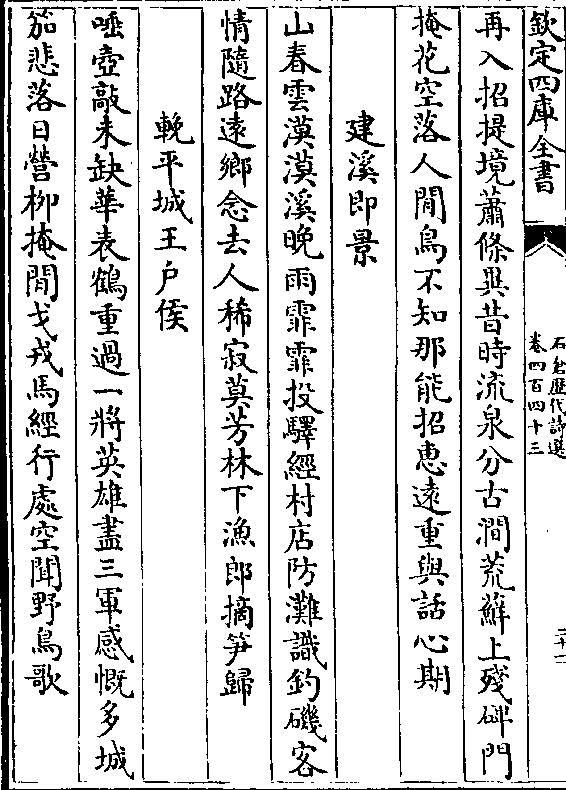 欽定四庫全書
石倉歷代詩選
卷四百四十三
再入招提境蕭條異昔時流泉分古澗荒蘚上殘碑門
掩花空落人間鳥不知那能招惠遠重與話心期
建溪即景
山春雲漠漠溪晩雨霏霏投驛經村店防灘識釣磯客
情隨路遠鄉念去人稀寂莫芳林下漁郎摘笋歸
輓平城王户侯
唾壺敲未缺華表鶴重過一將英雄盡三軍感慨多城
笳悲落日營柳掩閒戈戎馬經行處空聞野鳥歌